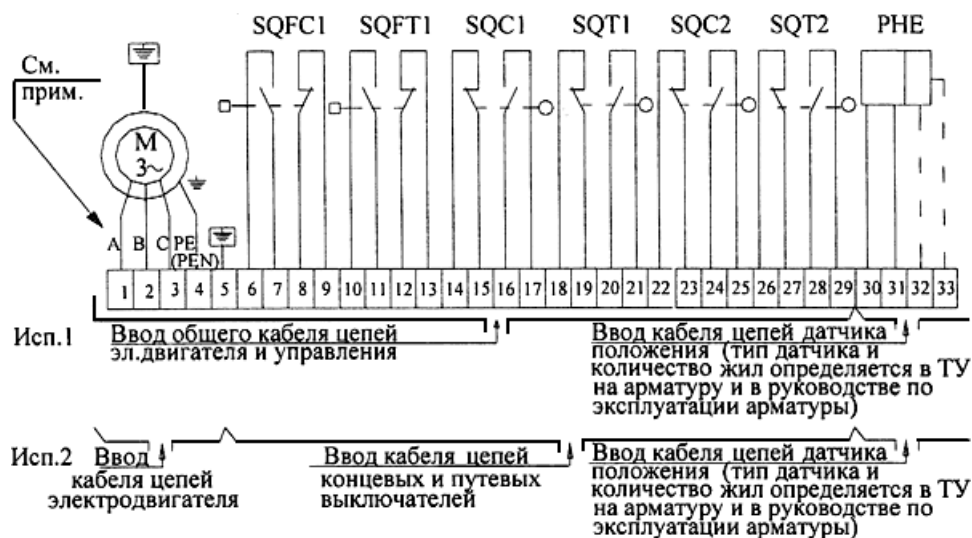 SQFC1 SQFT1 SQC1 SQT1 SQC2 SQT2 PHE
См.
прим.
M
3~
A B C PE
(PEN)
1 2 3 4 5 6 7 8 9 10 11 12 13 14 15 16 17 18 19 20 21 22 23 24 25 26 27 28 29 30 31 32 33
Исп.1
Ввод общего кабеля цепей
эл.двигателя и управления
Ввод кабеля цепей датчика
положения (тип датчика и
количество жил определяется в ТУ
на арматуру и в руководстве по
эксплуатации арматуры)
Исп.2
Ввод
кабеля цепей
электродвигателя
Ввод кабеля цепей
концевых и путевых
выключателей
Ввод кабеля цепей датчика
положения (тип датчика и
количество жил определяется в ТУ
на арматуру и в руководстве по
эксплуатации арматуры)